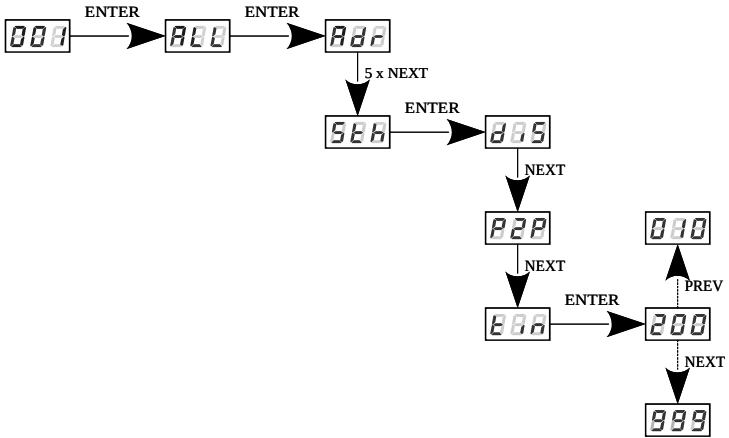 ENTER
ENTER
001
ALL
Adr
5 x NEXT
ENTER
Sth
diS
NEXT
P2P
010
NEXT
PREV
ENTER
tin
200
NEXT
999